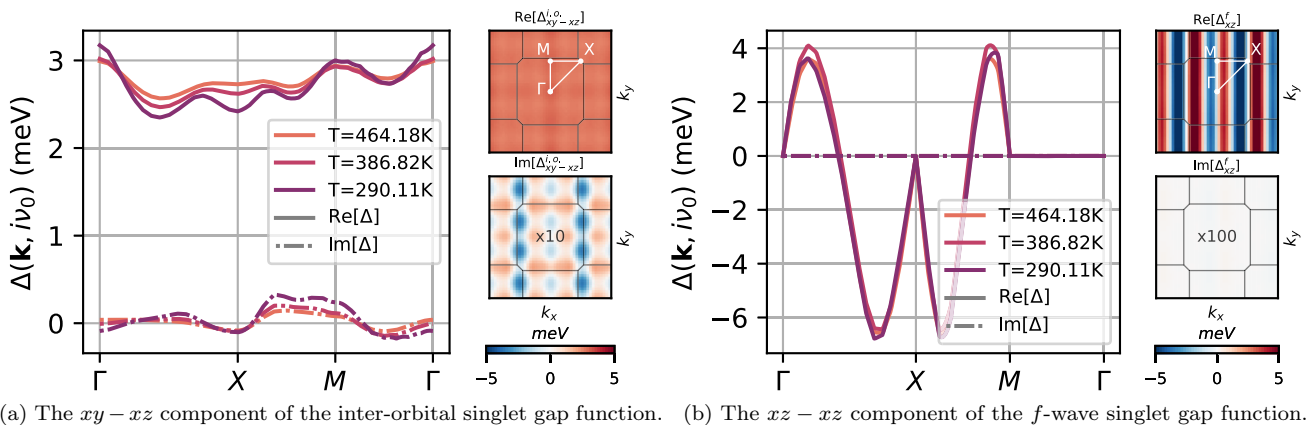 Δ(k, iν₀) (meV)
3
2
1
0
Γ X M Γ
T=464.18K
T=386.82K
T=290.11K
Re[Δ]
Im[Δ]
Re[Δ^{i,o,}_{xy−xz}]
M X
Γ
k_y
Im[Δ^{i,o,}_{xy−xz}]
x10
k_y
k_x
meV
−5 0 5
(a) The xy − xz component of the inter-orbital singlet gap function.
Δ(k, iν₀) (meV)
4
2
0
−2
−4
−6
Γ X M Γ
T=464.18K
T=386.82K
T=290.11K
Re[Δ]
Im[Δ]
Re[Δ^{f}_{xz}]
M X
Γ
k_y
Im[Δ^{f}_{xz}]
x100
k_y
k_x
meV
−5 0 5
(b) The xz − xz component of the f-wave singlet gap function.